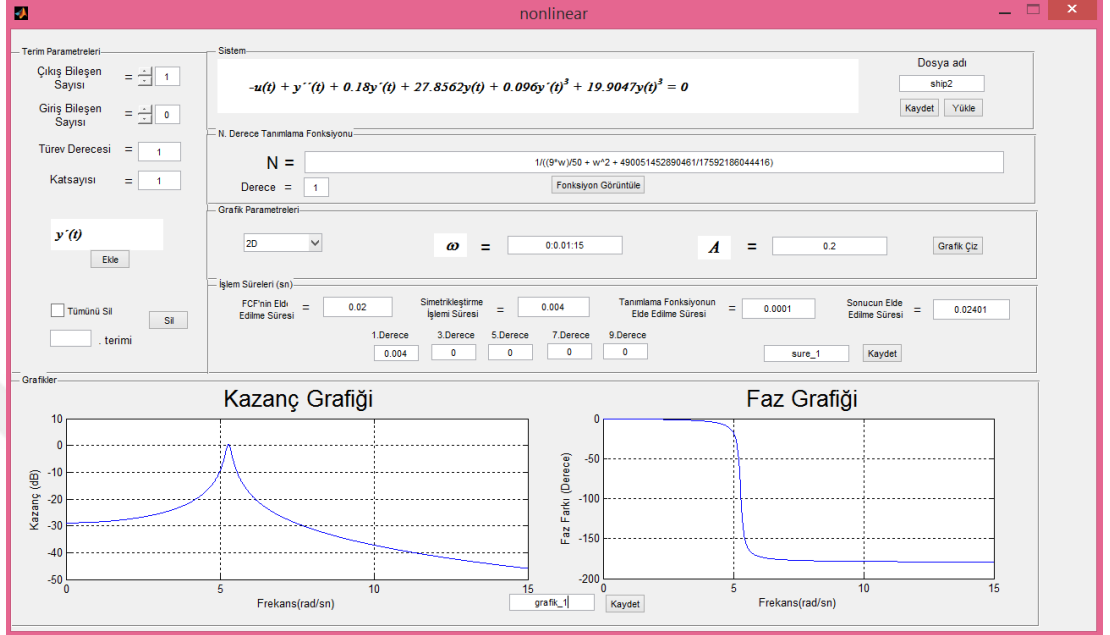 nonlinear
Terim Parametreleri
Çıkış Bileşen
Sayısı
=
1
Giriş Bileşen
Sayısı
=
0
Türev Derecesi = 1
Katsayısı = 1
y´(t)
Ekle
Tümünü Sil
Sil
. terimi
Sistem
-u(t) + y´´(t) + 0.18y´(t) + 27.8562y(t) + 0.096y´(t)³ + 19.9047y(t)³ = 0
Dosya adı
ship2
Kaydet Yükle
N. Derece Tanımlama Fonksiyonu
N = 1/((9*w)/50 + w^2 + 490051452890461/17592186044416)
Derece = 1
Fonksiyon Görüntüle
Grafik Parametreleri
2D
ω = 0:0.01:15
A = 0.2
Grafik Çiz
İşlem Süreleri (sn)
FCF'nin Eld
Edilme Süresi
= 0.02
Simetrikleştirme
İşlemi Süresi
= 0.004
Tanımlama Fonksiyonun
Elde Edilme Süresi
= 0.0001
Sonucun Elde
Edilme Süresi
= 0.02401
1.Derece 3.Derece 5.Derece 7.Derece 9.Derece
0.004 0 0 0 0
sure_1 Kaydet
Grafikler
Kazanç Grafiği
Kazanç (dB)
10
0
-10
-20
-30
-40
-50
0 5 10 15
Frekans(rad/sn)
grafik_1 Kaydet
Faz Grafiği
Faz Farkı (Derece)
0
-50
-100
-150
-200
0 5 10 15
Frekans(rad/sn)